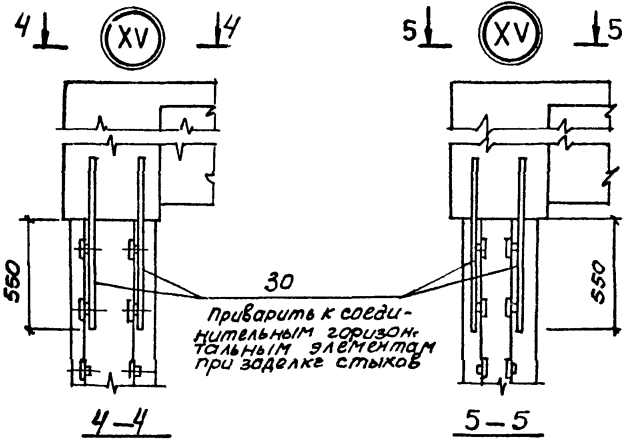 4 XV 4
5 XV 5
550
30
550
Приварить к соеди-
нительным горизон-
тальным элементам
при заделке стыков
4-4
5-5